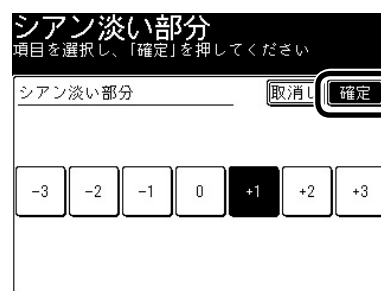 シアン淡い部分
項目を選択し、「確定」を押してください
シアン淡い部分
取消し 確定
-3 -2 -1 0 +1 +2 +3